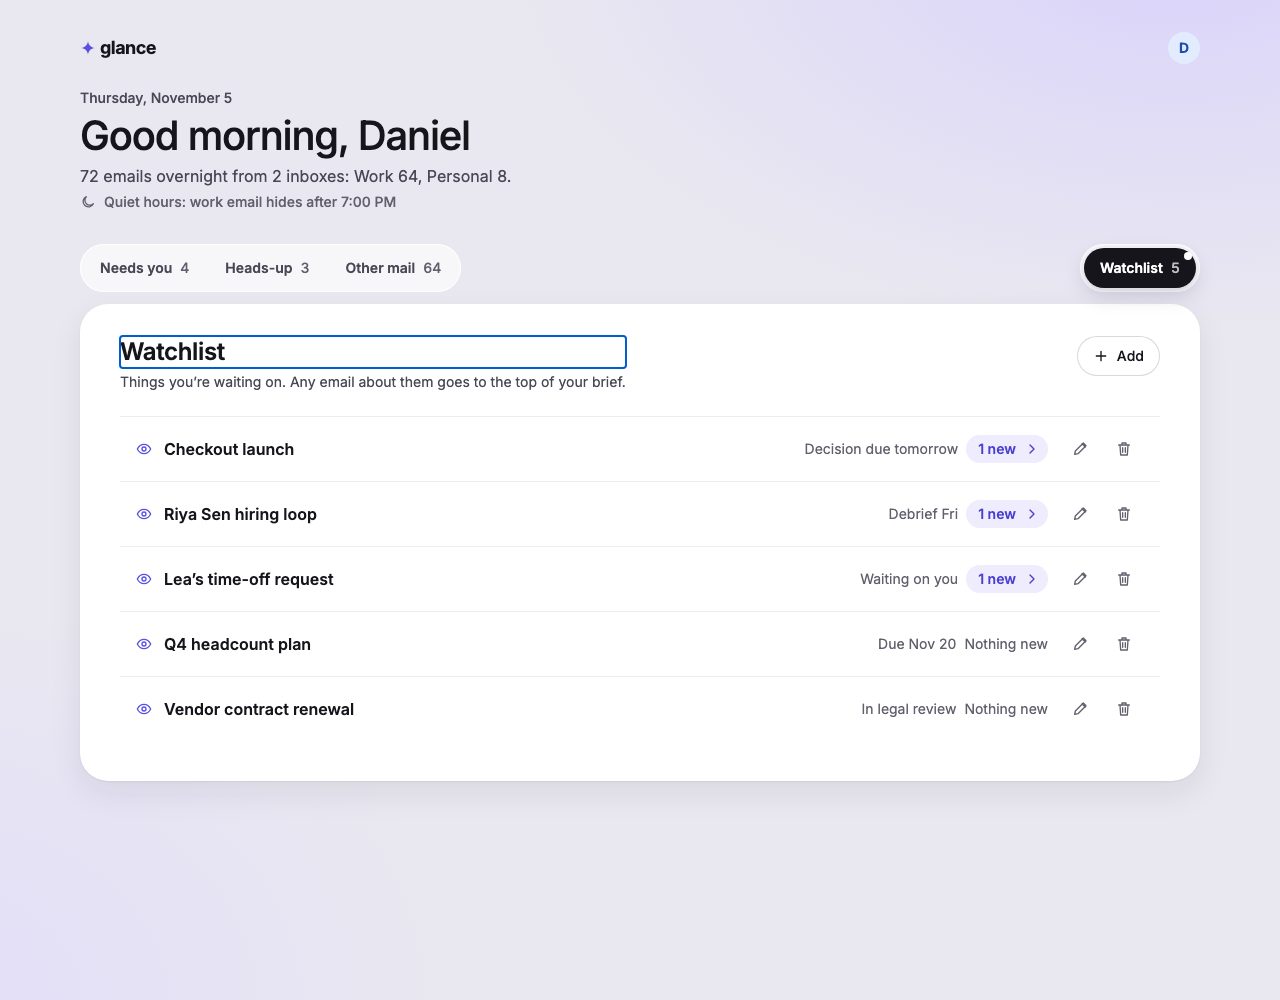 glance
D
Thursday, November 5
Good morning, Daniel
72 emails overnight from 2 inboxes: Work 64, Personal 8.
Quiet hours: work email hides after 7:00 PM
Needs you 4 Heads-up 3 Other mail 64 Watchlist 5
Watchlist
Add
Things you’re waiting on. Any email about them goes to the top of your brief.
Checkout launch Decision due tomorrow 1 new
Riya Sen hiring loop Debrief Fri 1 new
Lea’s time-off request Waiting on you 1 new
Q4 headcount plan Due Nov 20 Nothing new
Vendor contract renewal In legal review Nothing new